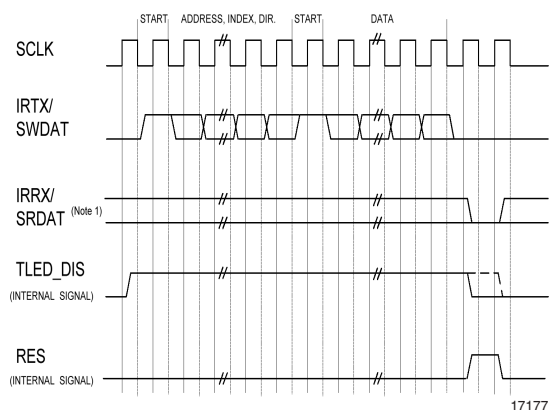 START ADDRESS, INDEX, DIR. START DATA
SCLK
IRTX/
SWDAT
IRRX/
SRDAT (Note 1)
TLED_DIS
(INTERNAL SIGNAL)
RES
(INTERNAL SIGNAL)
17177